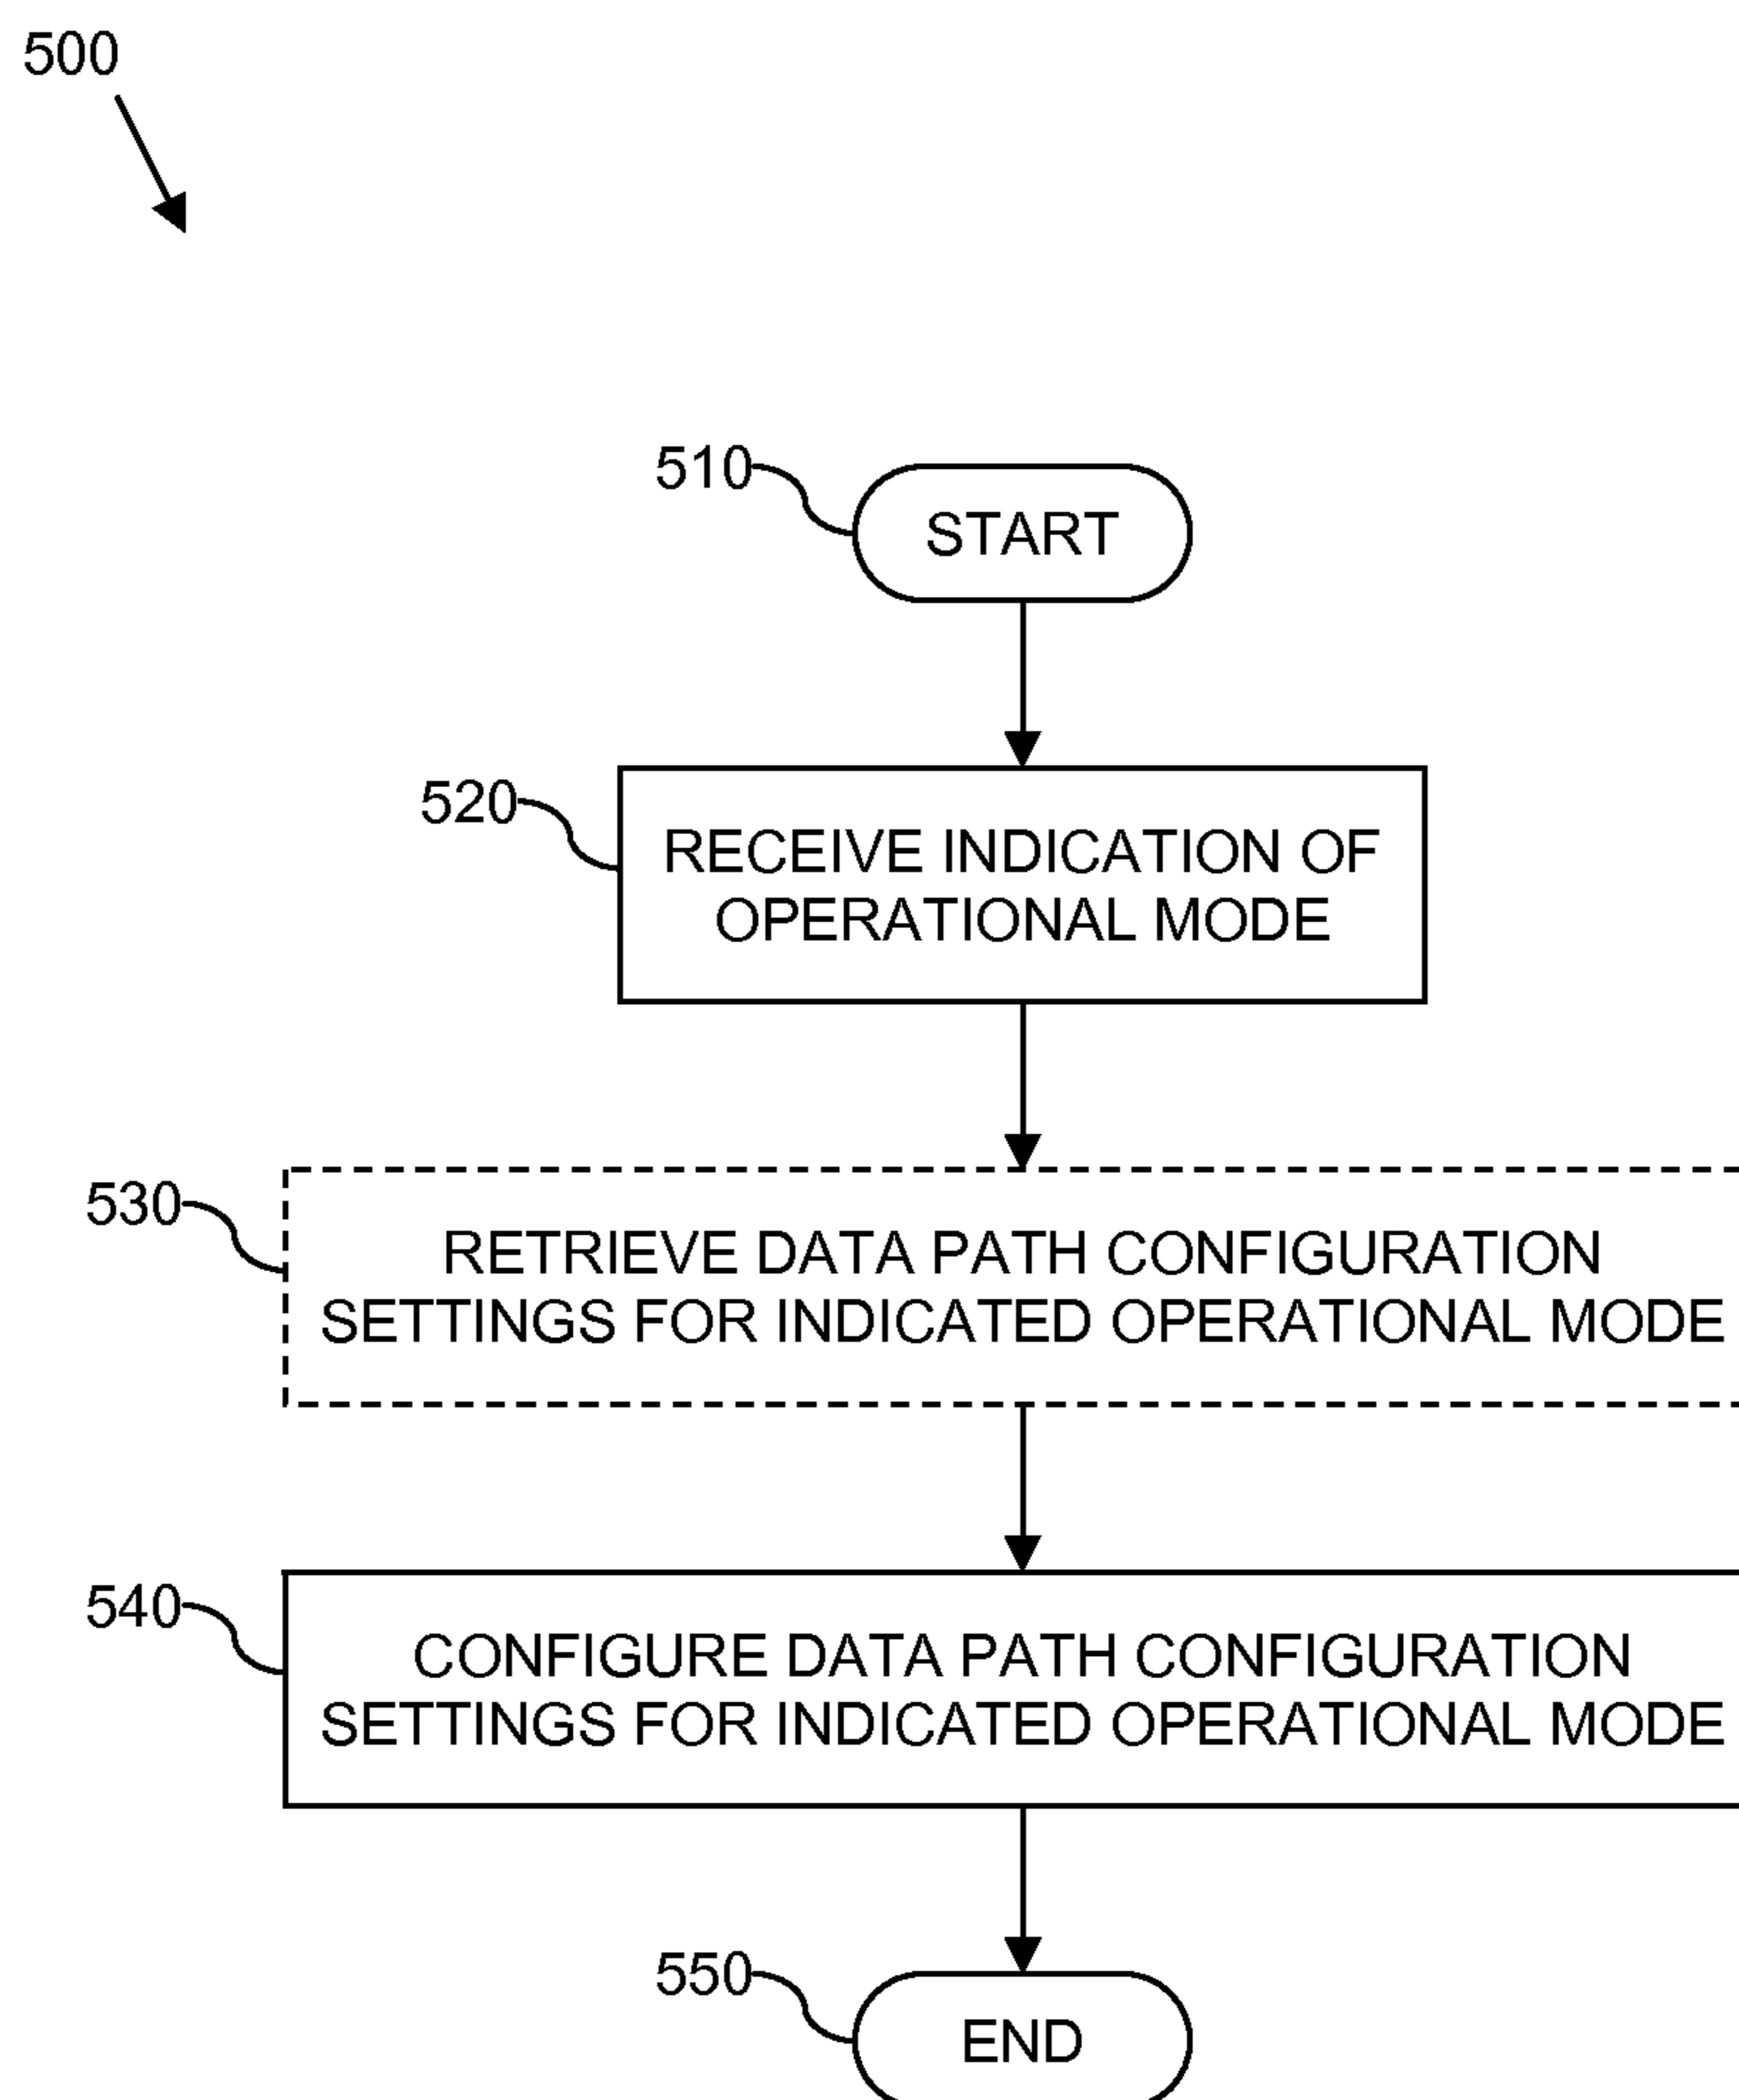 500
510
START
520
RECEIVE INDICATION OF
OPERATIONAL MODE
530
RETRIEVE DATA PATH CONFIGURATION
SETTINGS FOR INDICATED OPERATIONAL MODE
540
CONFIGURE DATA PATH CONFIGURATION
SETTINGS FOR INDICATED OPERATIONAL MODE
550
END